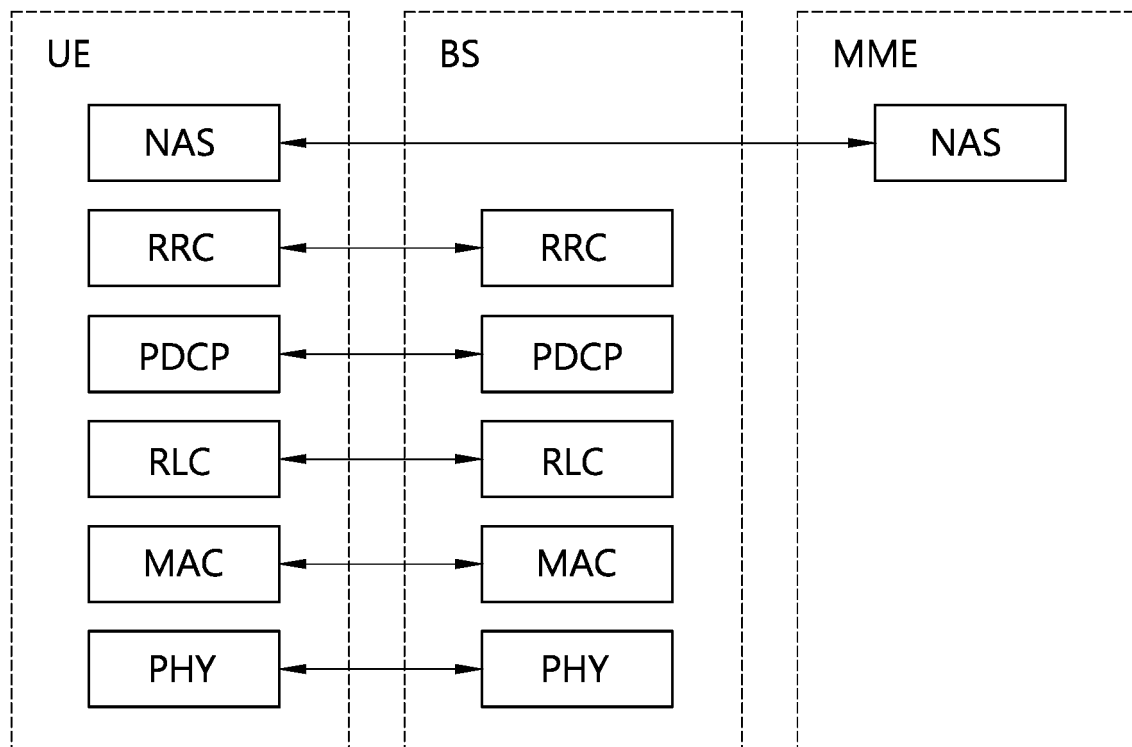 UE BS MME
NAS NAS
RRC RRC
PDCP PDCP
RLC RLC
MAC MAC
PHY PHY